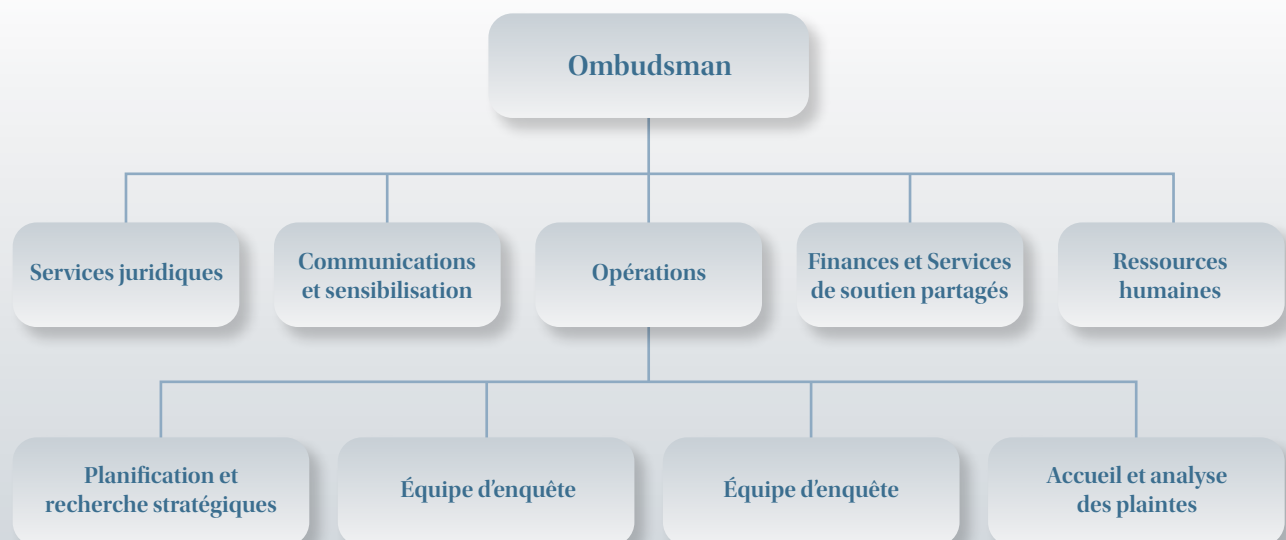 Ombudsman
Services juridiques
Communications
et sensibilisation
Opérations
Finances et Services
de soutien partagés
Ressources
humaines
Planification et
recherche stratégiques
Équipe d’enquête
Équipe d’enquête
Accueil et analyse
des plaintes